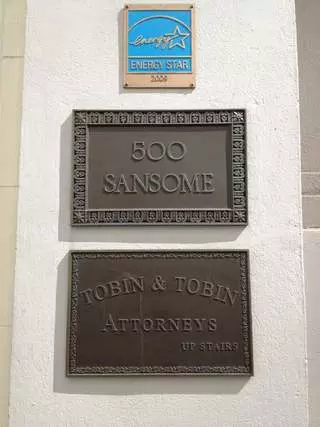 energy
ENERGY STAR
2009
500
SANSOME
TOBIN & TOBIN
ATTORNEYS
UP STAIRS